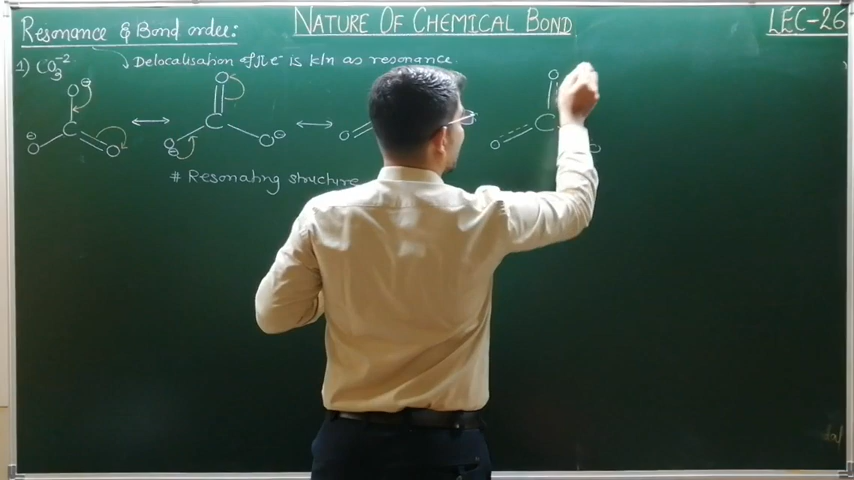 NATURE OF CHEMICAL BOND
LEC-26
Resonance & Bond order:
1) CO3-2
Delocalisation of π e- is k/n as resonance.
O⊖ C O O⊖
O C O⊖ O⊖
O
O C O
# Resonating structure